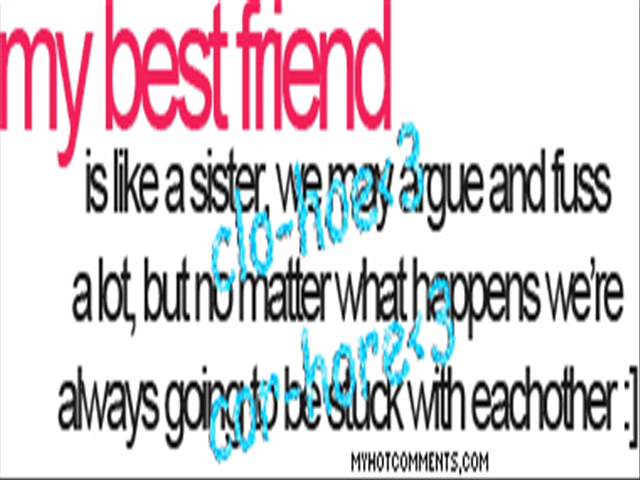 my best friend
is like a sister, we may argue and fuss
clo-hoe<3
a lot, but no matter what happens we're
cor-hore<3
always going to be stuck with eachother :]
MYHOTCOMMENTS.COM